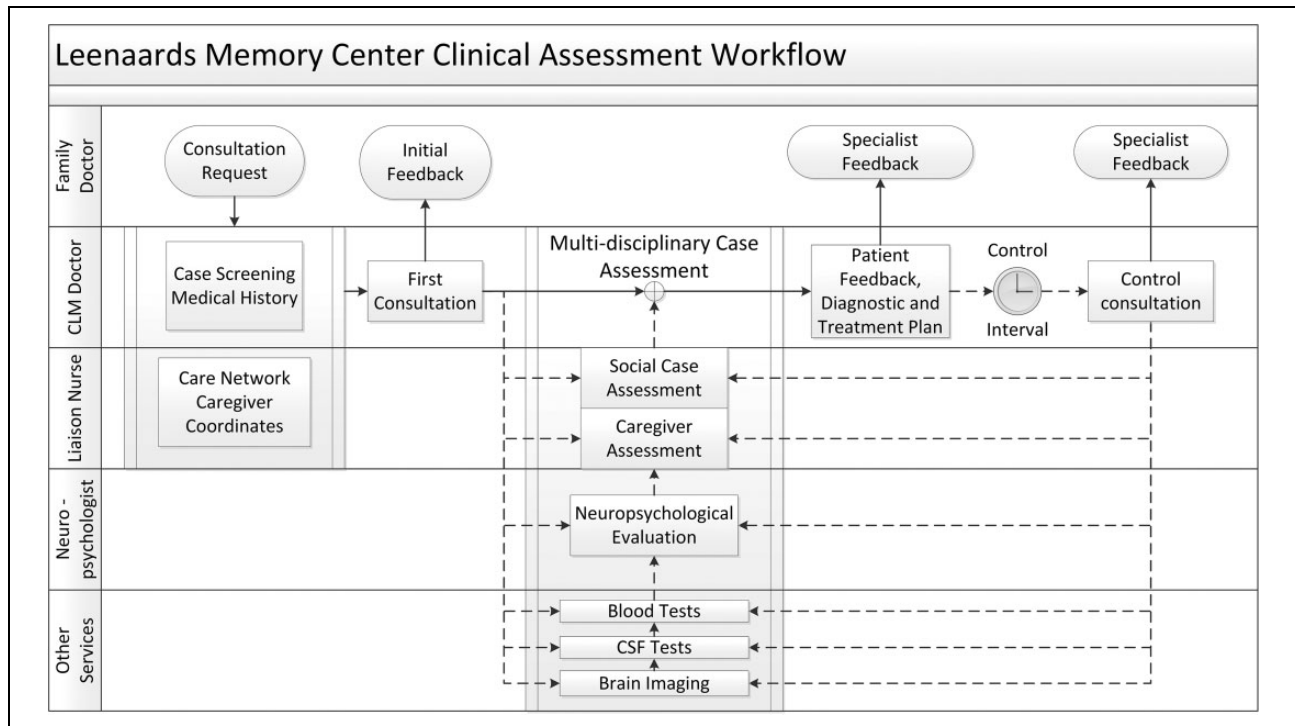 Leenaards Memory Center Clinical Assessment Workflow
Family
Doctor
Consultation
Request
Initial
Feedback
Specialist
Feedback
Specialist
Feedback
CLM Doctor
Case Screening
Medical History
First
Consultation
Multi-disciplinary Case
Assessment
Patient
Feedback,
Diagnostic and
Treatment Plan
Control
Interval
Control
consultation
Liaison Nurse
Care Network
Caregiver
Coordinates
Social Case
Assessment
Caregiver
Assessment
Neuro -
psychologist
Neuropsychological
Evaluation
Other
Services
Blood Tests
CSF Tests
Brain Imaging